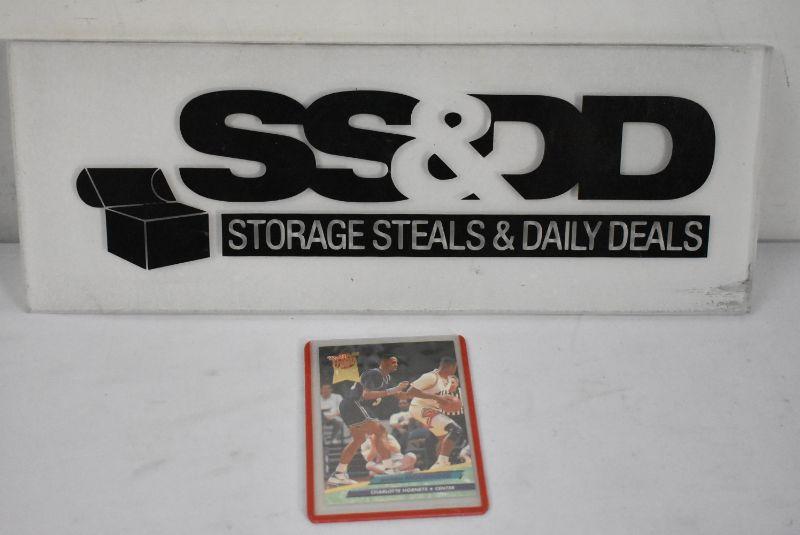 SS&DD
STORAGE STEALS & DAILY DEALS
CHARLOTTE HORNETS • CENTER